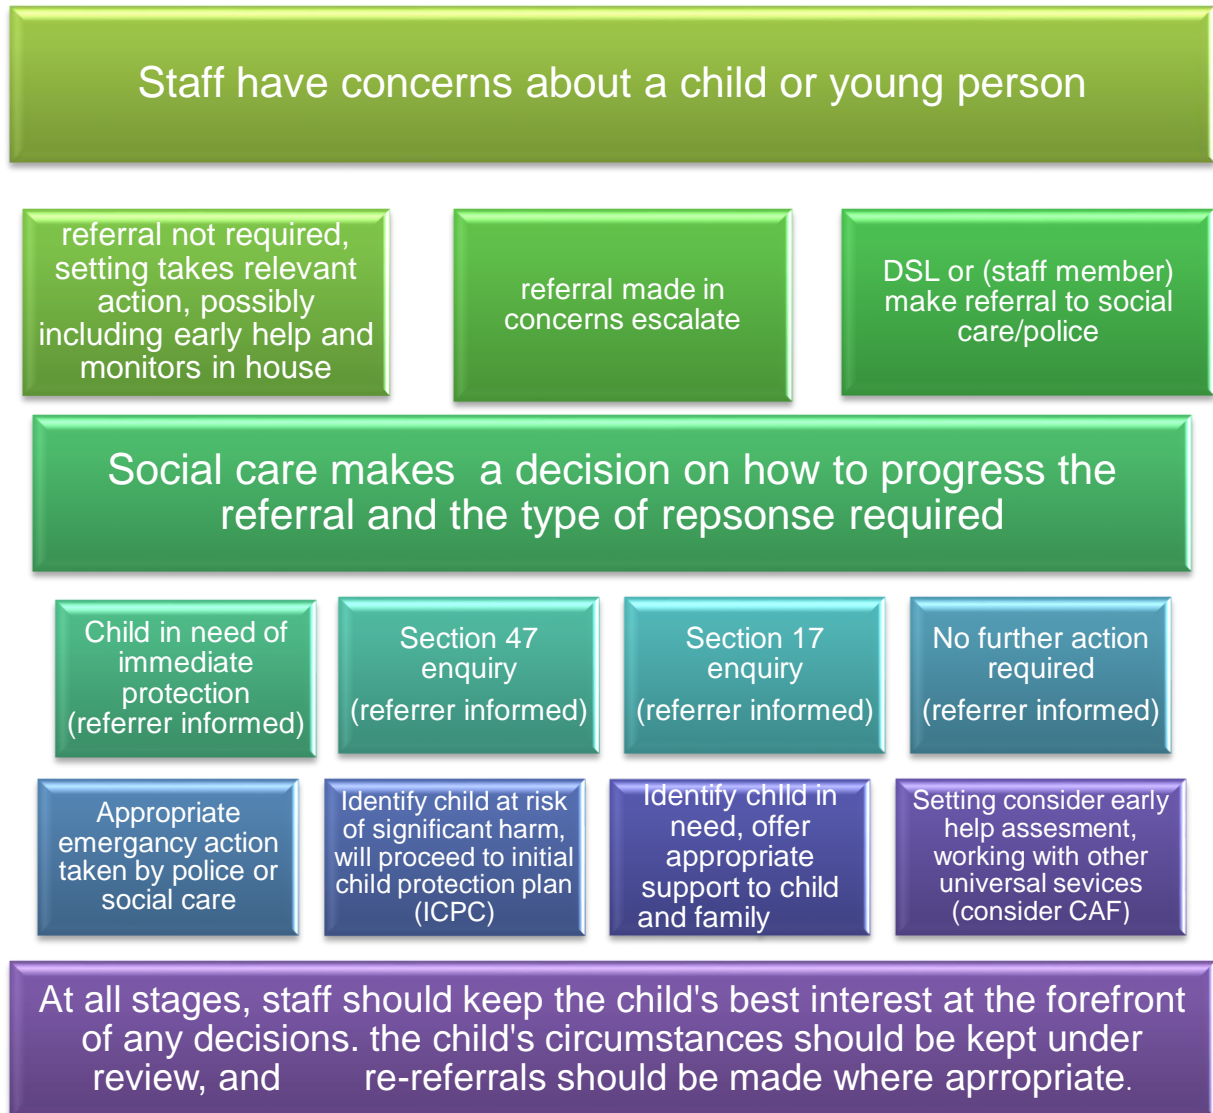 Staff have concerns about a child or young person
referral not required,
setting takes relevant
action, possibly
including early help and
monitors in house
referral made in
concerns escalate
DSL or (staff member)
make referral to social
care/police
Social care makes a decision on how to progress the
referral and the type of repsonse required
Child in need of
immediate
protection
(referrer informed)
Section 47
enquiry
(referrer informed)
Section 17
enquiry
(referrer informed)
No further action
required
(referrer informed)
Appropriate
emergancy action
taken by police or
social care
Identify child at risk
of significant harm,
will proceed to initial
child protection plan
(ICPC)
Identify chIld in
need, offer
appropriate
support to child
and family
Setting consider early
help assesment,
working with other
universal sevices
(consider CAF)
At all stages, staff should keep the child's best interest at the forefront
of any decisions. the child's circumstances should be kept under
review, and re-referrals should be made where aprropriate.